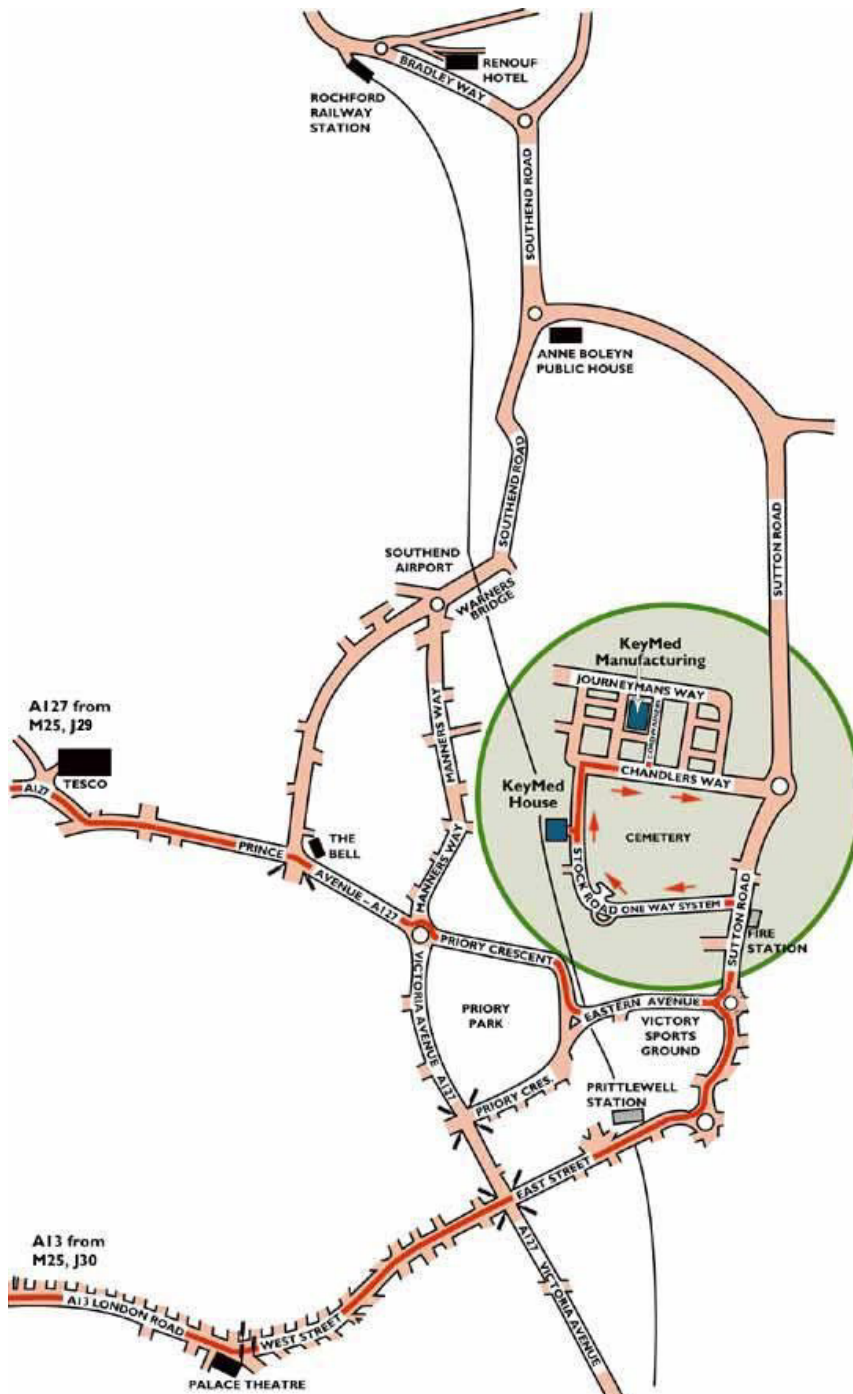 RENOUF
HOTEL
BRADLEY WAY
ROCHFORD
RAILWAY
STATION
SOUTHEND ROAD
ANNE BOLEYN
PUBLIC HOUSE
SOUTHEND ROAD
SUTTON ROAD
SOUTHEND
AIRPORT
WARNERS
BRIDGE
KeyMed
Manufacturing
JOURNEYMANS WAY
A127 from
M25, J29
TESCO
A127
MANNERS WAY
CHANDLERS WAY
KeyMed
House
CEMETERY
THE
BELL
PRINCE
AVENUE – A127
MANNERS WAY
STOCK ROAD
ONE WAY SYSTEM
SUTTON ROAD
FIRE
STATION
PRIORY CRESCENT
VICTORIA AVENUE
A127
PRIORY
PARK
EASTERN AVENUE
VICTORY
SPORTS
GROUND
PRIORY CRES.
PRITTLEWELL
STATION
EAST STREET
A127
VICTORIA AVENUE
A13 from
M25, J30
A13 LONDON ROAD
WEST STREET
PALACE THEATRE